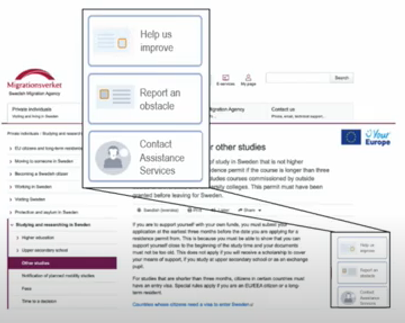 Help us
improve
Report an
obstacle
Contact
Assistance
Services
Migrationsverket
Swedish Migration Agency
E-services
My page
Search
Private individuals
Visiting and living in Sweden
Migration Agency
Contact us
Phone, email, technical support...
Your
Europe
Private individuals
EU citizens and long-term
Moving to someone in Sweden
Becoming a Swedish citizen
Working in Sweden
Visiting Sweden
Protection and asylum in Sweden
Studying and researching in Sweden
Higher education
Upper secondary school
Other studies
Notification of planned mobility studies
Fees
Time to a decision
r other studies
of study in Sweden that is not higher
residence permit if the course is longer than three
studies courses commissioned by outside
colleges. This permit must have been
granted before leaving for Sweden.
Print
Listen
Share
If you are to support yourself with your own funds, you must submit your
application at the earliest three months before the date you are applying for a
residence permit from. This is because you must be able to show that you can
support yourself close to the beginning of the study time and your documents
must not be too old. This does not apply if you will receive a scholarship to cover
your means of support, if you study at upper secondary school or as an exchange
pupil.
For studies that are shorter than three months, citizens in certain countries must
have an entry visa. Special rules apply if you are an EU/EEA citizen or a long-
term resident.
Countries whose citizens need a visa to enter Sweden
Help us
improve
Report an
obstacle
Contact
Assistance
Services